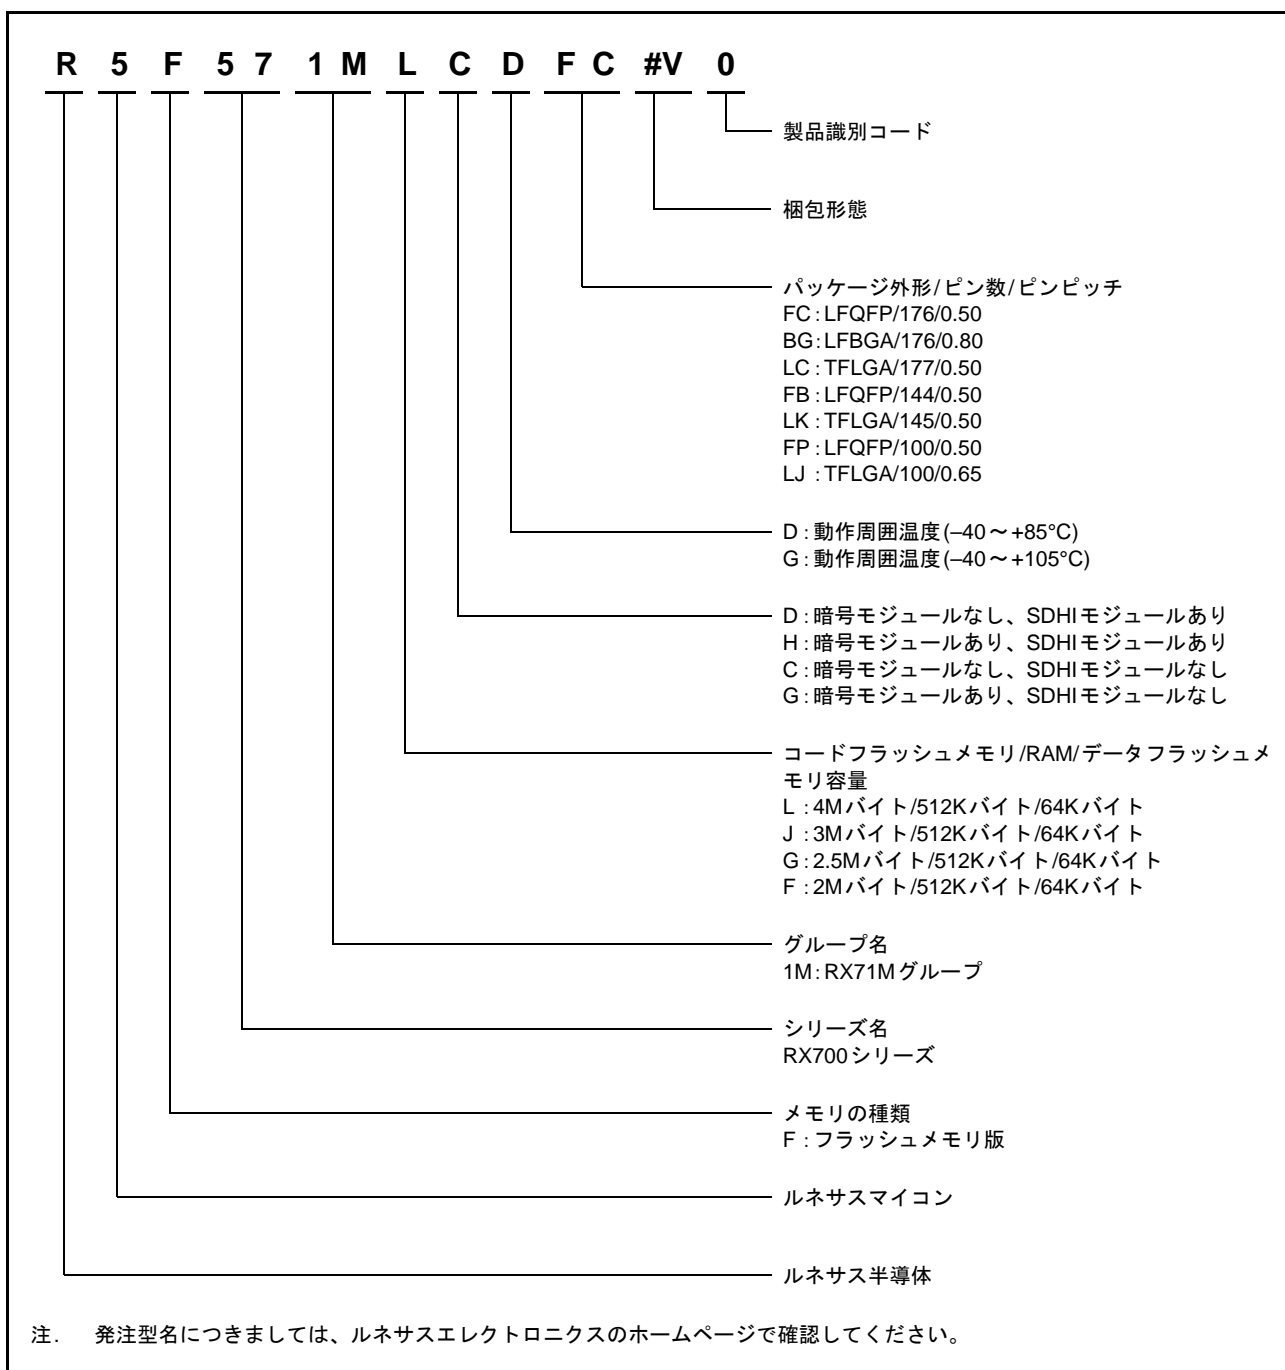 R 5 F 5 7 1 M L C D F C #V 0
製品識別コード
梱包形態
パッケージ外形/ピン数/ピンピッチ
FC:LFQFP/176/0.50
BG:LFBGA/176/0.80
LC:TFLGA/177/0.50
FB:LFQFP/144/0.50
LK:TFLGA/145/0.50
FP:LFQFP/100/0.50
LJ:TFLGA/100/0.65
D:動作周囲温度(–40～+85°C)
G:動作周囲温度(–40～+105°C)
D:暗号モジュールなし、SDHIモジュールあり
H:暗号モジュールあり、SDHIモジュールあり
C:暗号モジュールなし、SDHIモジュールなし
G:暗号モジュールあり、SDHIモジュールなし
コードフラッシュメモリ/RAM/データフラッシュメ
モリ容量
L:4Mバイト/512Kバイト/64Kバイト
J:3Mバイト/512Kバイト/64Kバイト
G:2.5Mバイト/512Kバイト/64Kバイト
F:2Mバイト/512Kバイト/64Kバイト
グループ名
1M:RX71Mグループ
シリーズ名
RX700シリーズ
メモリの種類
F:フラッシュメモリ版
ルネサスマイコン
ルネサス半導体
注. 発注型名につきましては、ルネサスエレクトロニクスのホームページで確認してください。